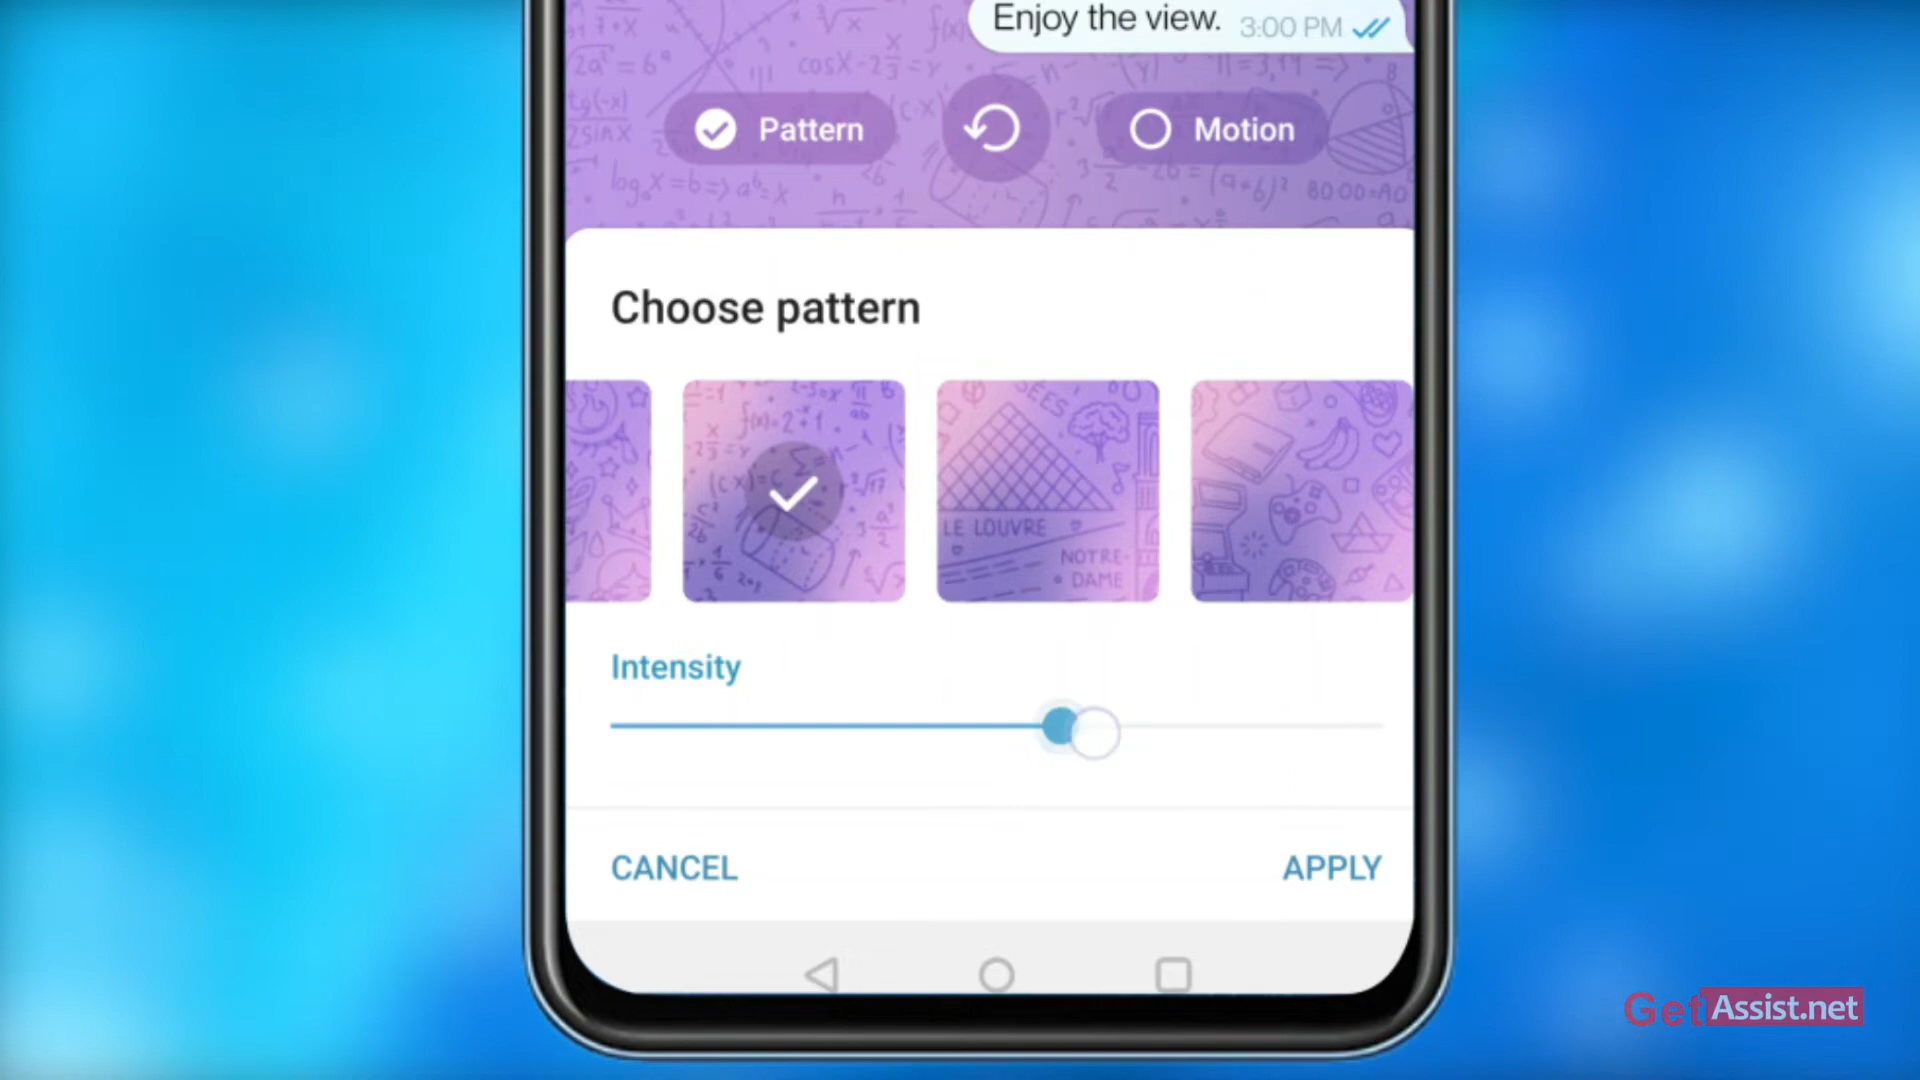 Enjoy the view. 3:00 PM
Pattern
Motion
Choose pattern
LE LOUVRE
NOTRE-
DAME
Intensity
CANCEL
APPLY
GetAssist.net